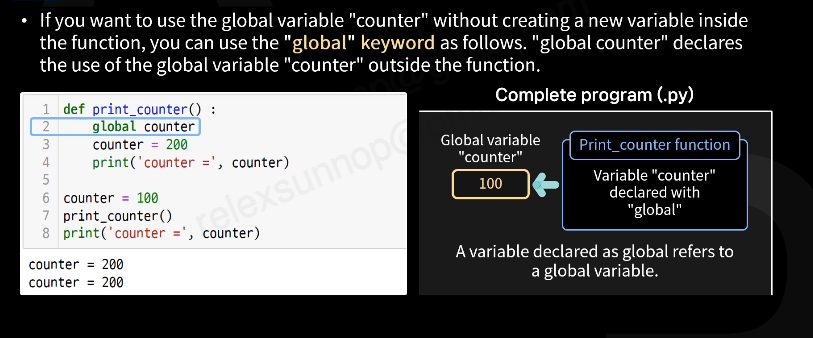 • If you want to use the global variable "counter" without creating a new variable inside
the function, you can use the "global" keyword as follows. "global counter" declares
the use of the global variable "counter" outside the function.
1 def print_counter() :
2 global counter
3 counter = 200
4 print('counter =', counter)
5
6 counter = 100
7 print_counter()
8 print('counter =', counter)
counter = 200
counter = 200
Complete program (.py)
Global variable
"counter"
100
Print_counter function
Variable "counter"
declared with
"global"
A variable declared as global refers to
a global variable.